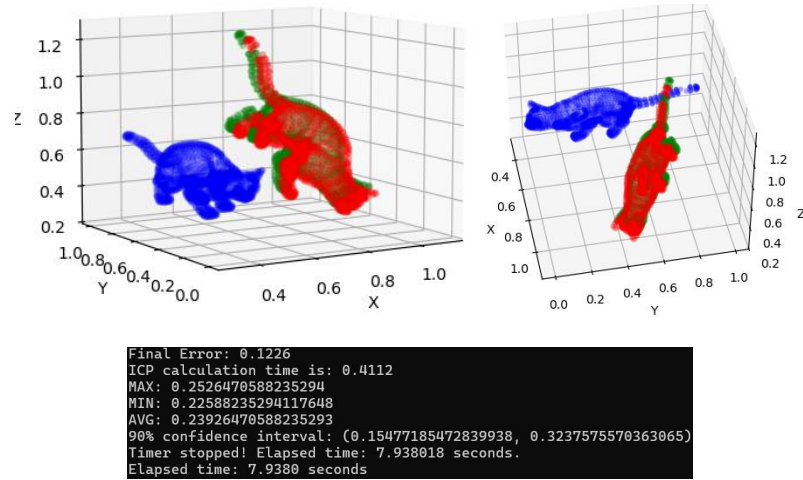 1.2
1.0
0.8
0.6
0.4
0.2
Z
1.0
0.8
0.6
0.4
0.2
0.0
Y
0.4
0.6
0.8
1.0
X
0.4
0.6
0.8
1.0
X
0.0
0.2
0.4
0.6
0.8
1.0
Y
1.2
1.0
0.8
0.6
0.4
0.2
Z
Final Error: 0.1226
ICP calculation time is: 0.4112
MAX: 0.2526470588235294
MIN: 0.22588235294117648
AVG: 0.23926470588235293
90% confidence interval: (0.15477185472839938, 0.3237575570363065)
Timer stopped! Elapsed time: 7.938018 seconds.
Elapsed time: 7.9380 seconds